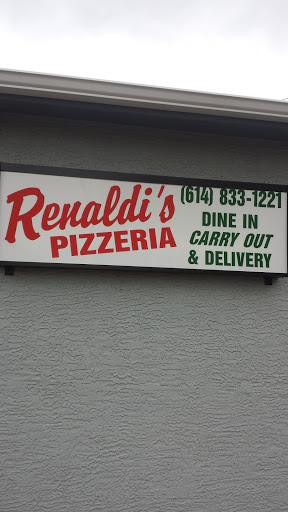 Renaldi's
PIZZERIA
(614) 833-1221
DINE IN
CARRY OUT
& DELIVERY